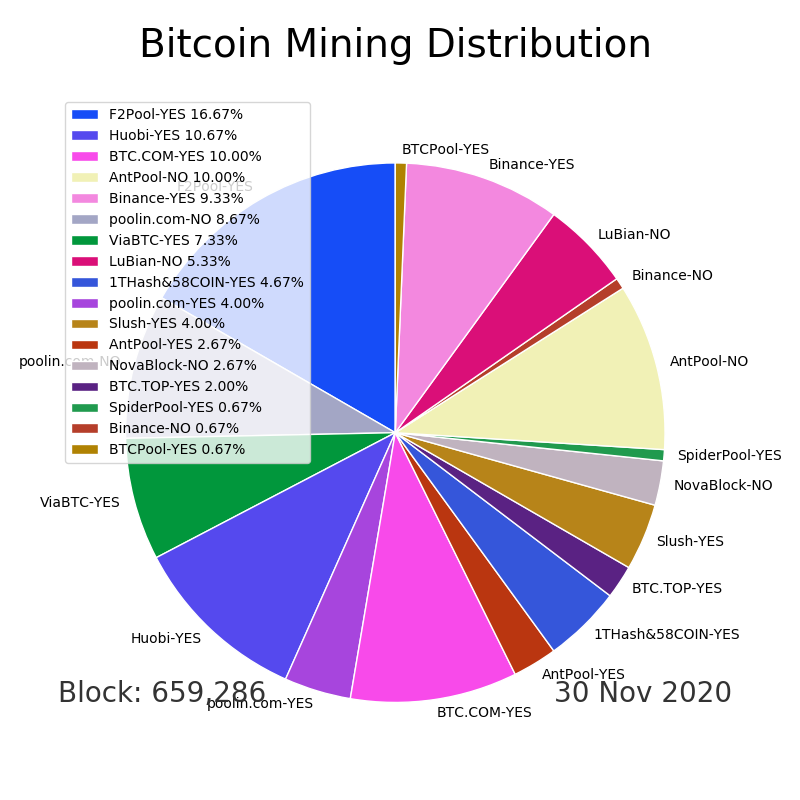 Bitcoin Mining Distribution
F2Pool-YES 16.67%
Huobi-YES 10.67%
BTC.COM-YES 10.00%
AntPool-NO 10.00%
Binance-YES 9.33%
poolin.com-NO 8.67%
ViaBTC-YES 7.33%
LuBian-NO 5.33%
1THash&58COIN-YES 4.67%
poolin.com-YES 4.00%
Slush-YES 4.00%
AntPool-YES 2.67%
NovaBlock-NO 2.67%
BTC.TOP-YES 2.00%
SpiderPool-YES 0.67%
Binance-NO 0.67%
BTCPool-YES 0.67%
BTCPool-YES
Binance-YES
F2Pool-YES
LuBian-NO
Binance-NO
poolin.com-NO
AntPool-NO
SpiderPool-YES
NovaBlock-NO
ViaBTC-YES
Slush-YES
BTC.TOP-YES
1THash&58COIN-YES
Huobi-YES
AntPool-YES
poolin.com-YES
BTC.COM-YES
Block: 659,286
30 Nov 2020